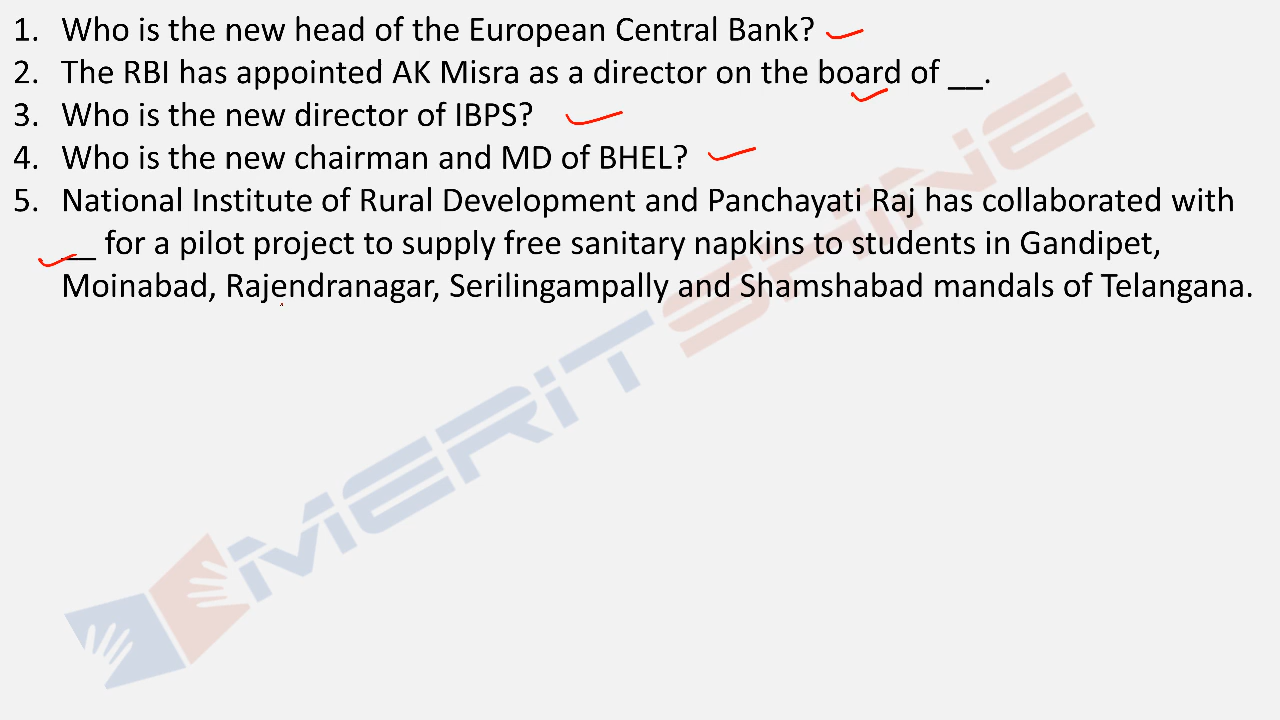 1. Who is the new head of the European Central Bank?
2. The RBI has appointed AK Misra as a director on the board of __.
3. Who is the new director of IBPS?
4. Who is the new chairman and MD of BHEL?
5. National Institute of Rural Development and Panchayati Raj has collaborated with
__ for a pilot project to supply free sanitary napkins to students in Gandipet,
Moinabad, Rajendranagar, Serilingampally and Shamshabad mandals of Telangana.
MERiTSPiNE